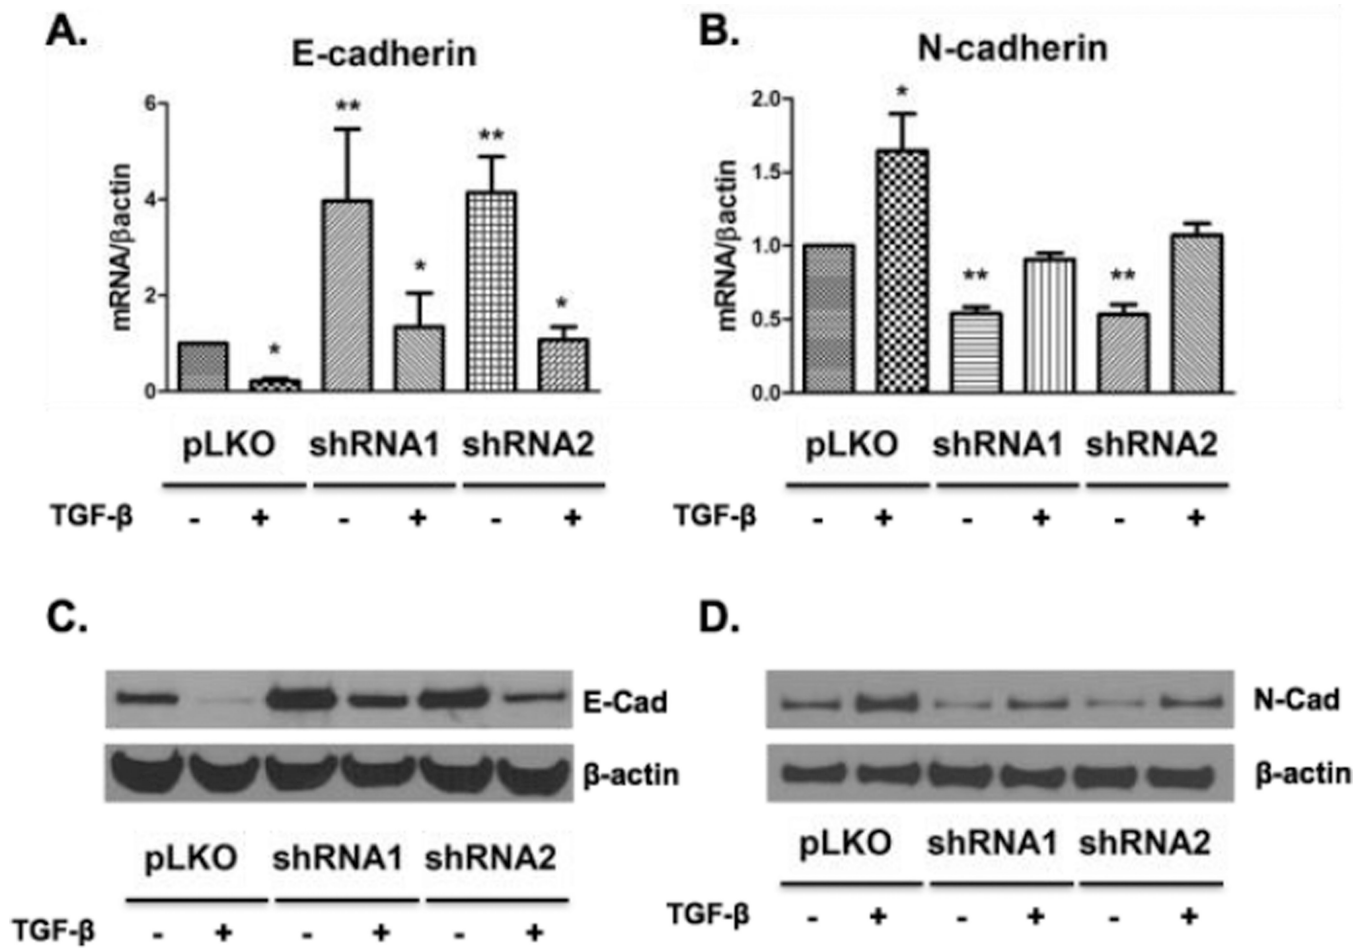 A.
E-cadherin
mRNA/βactin
6
4
2
0
**
**
*
*
*
pLKO shRNA1 shRNA2
TGF-β - + - + - +
B.
N-cadherin
mRNA/βactin
2.0
1.5
1.0
0.5
0.0
*
**
**
pLKO shRNA1 shRNA2
TGF-β - + - + - +
C.
E-Cad
β-actin
pLKO shRNA1 shRNA2
TGF-β - + - + - +
D.
N-Cad
β-actin
pLKO shRNA1 shRNA2
TGF-β - + - + - +